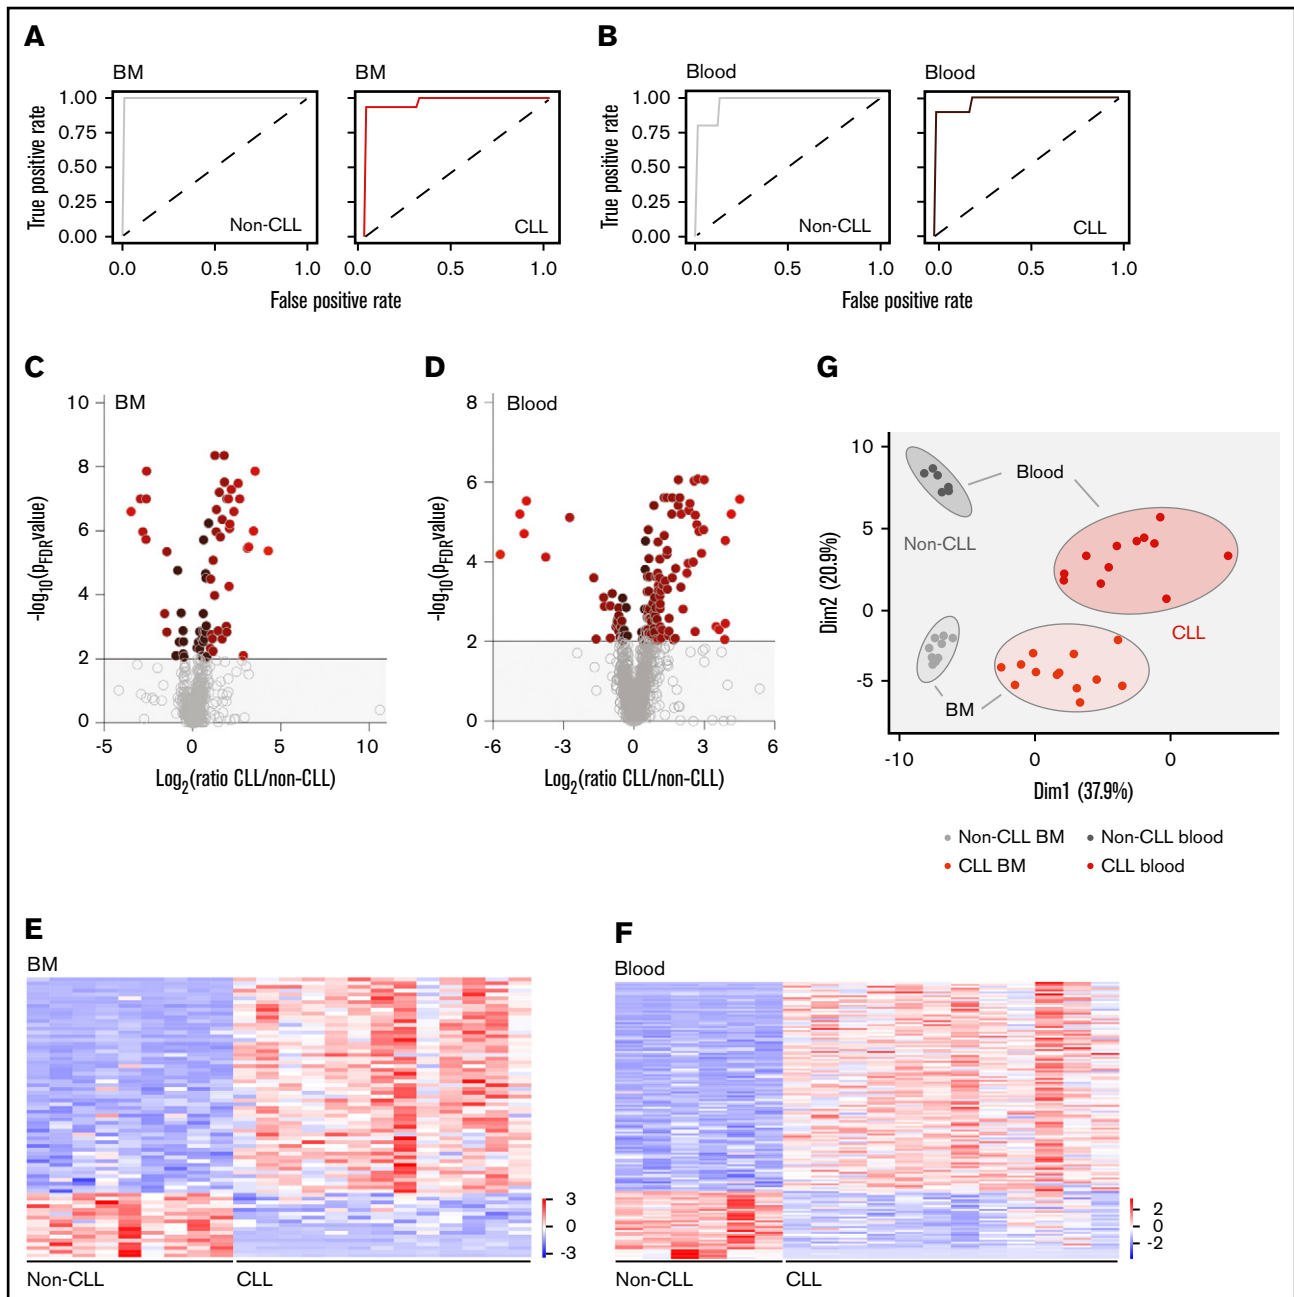 A
B
BM
BM
Blood
Blood
True positive rate
1.00
0.75
0.50
0.25
0.00
Non-CLL
CLL
0.0
0.5
1.0
0.0
0.5
1.0
False positive rate
True positive rate
1.00
0.75
0.50
0.25
0.00
Non-CLL
CLL
0.0
0.5
1.0
0.0
0.5
1.0
False positive rate
C
BM
-log10(pFDRvalue)
10
8
6
4
2
0
-5
0
5
10
Log2(ratio CLL/non-CLL)
D
Blood
-log10(pFDRvalue)
8
6
4
2
0
-6
-3
0
3
6
Log2(ratio CLL/non-CLL)
G
Dim2 (20.9%)
10
5
0
-5
Blood
Non-CLL
CLL
BM
-10
0
0
Dim1 (37.9%)
Non-CLL BM
Non-CLL blood
CLL BM
CLL blood
E
BM
3
0
-3
Non-CLL
CLL
F
Blood
2
0
-2
Non-CLL
CLL